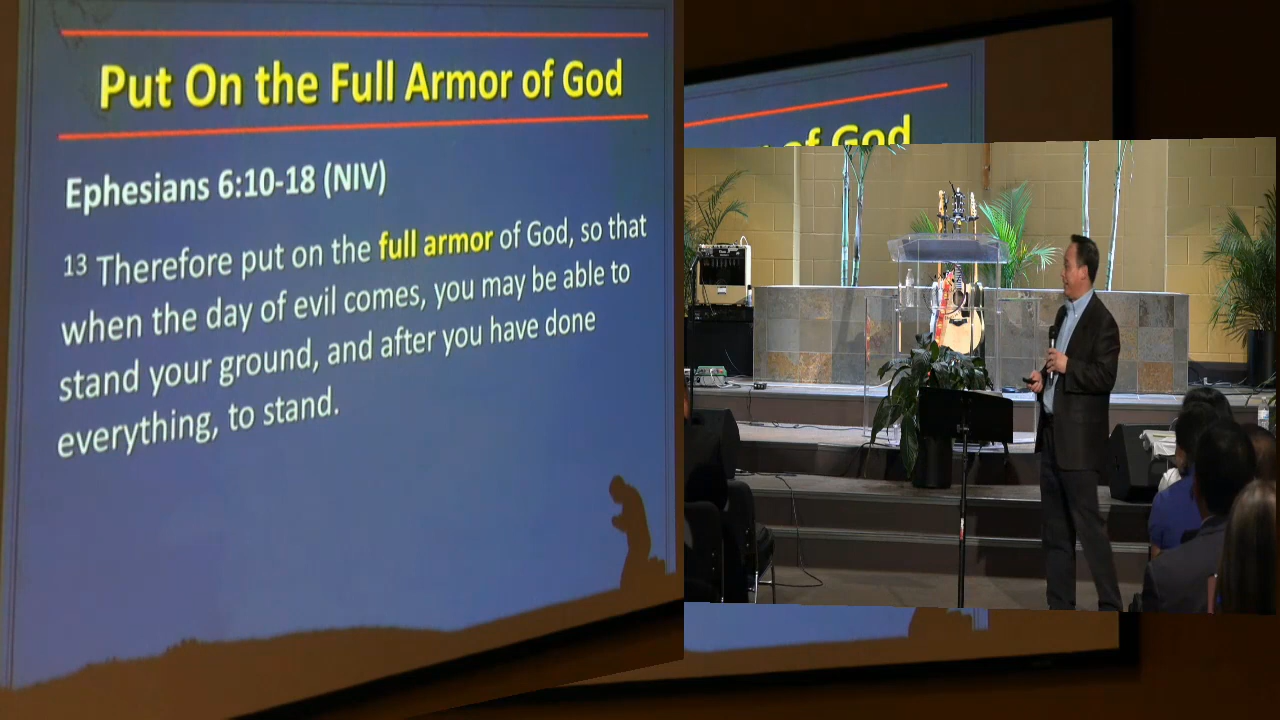 Put On the Full Armor of God
Ephesians 6:10-18 (NIV)
13 Therefore put on the full armor of God, so that
when the day of evil comes, you may be able to
stand your ground, and after you have done
everything, to stand.
of God